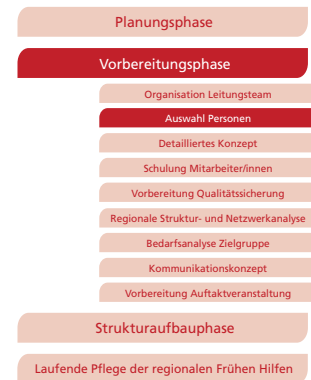 Planungsphase
Vorbereitungsphase
Organisation Leitungsteam
Auswahl Personen
Detailliertes Konzept
Schulung Mitarbeiter/innen
Vorbereitung Qualitätssicherung
Regionale Struktur- und Netzwerkanalyse
Bedarfsanalyse Zielgruppe
Kommunikationskonzept
Vorbereitung Auftaktveranstaltung
Strukturaufbauphase
Laufende Pflege der regionalen Frühen Hilfen